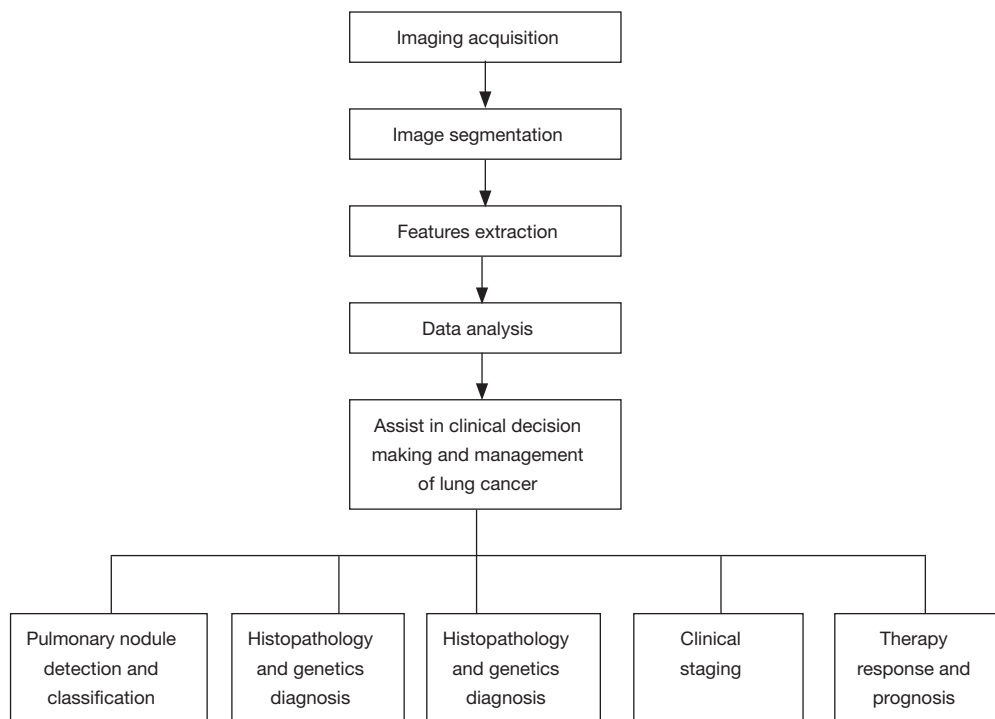 Imaging acquisition
Image segmentation
Features extraction
Data analysis
Assist in clinical decision
making and management
of lung cancer
Pulmonary nodule
detection and
classification
Histopathology
and genetics
diagnosis
Histopathology
and genetics
diagnosis
Clinical
staging
Therapy
response and
prognosis